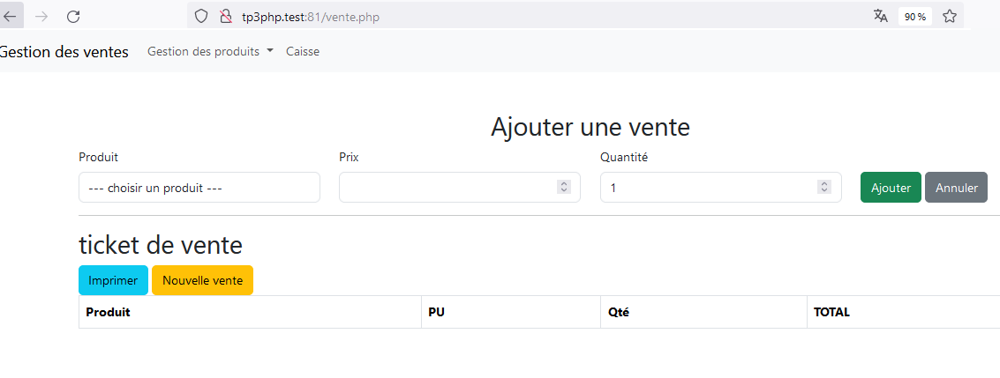 tp3php.test:81/vente.php
90 %
Gestion des ventes Gestion des produits Caisse
Ajouter une vente
Produit Prix Quantité
--- choisir un produit --- 1 Ajouter Annuler
ticket de vente
Imprimer Nouvelle vente
Produit PU Qté TOTAL